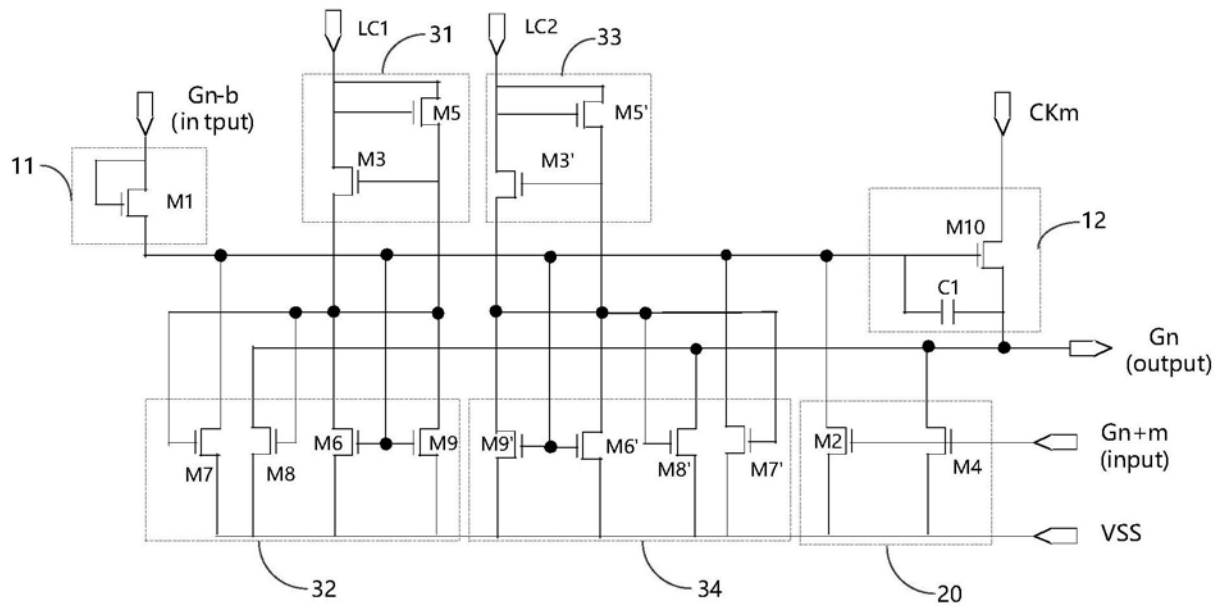 LC1
31
LC2
33
Gn-b
(in tput)
M5
M5'
CKm
11
M3
M3'
M1
M10
12
C1
Gn
(output)
M7
M8
M6
M9
M9'
M6'
M8'
M7'
M2
M4
Gn+m
(input)
VSS
32
34
20